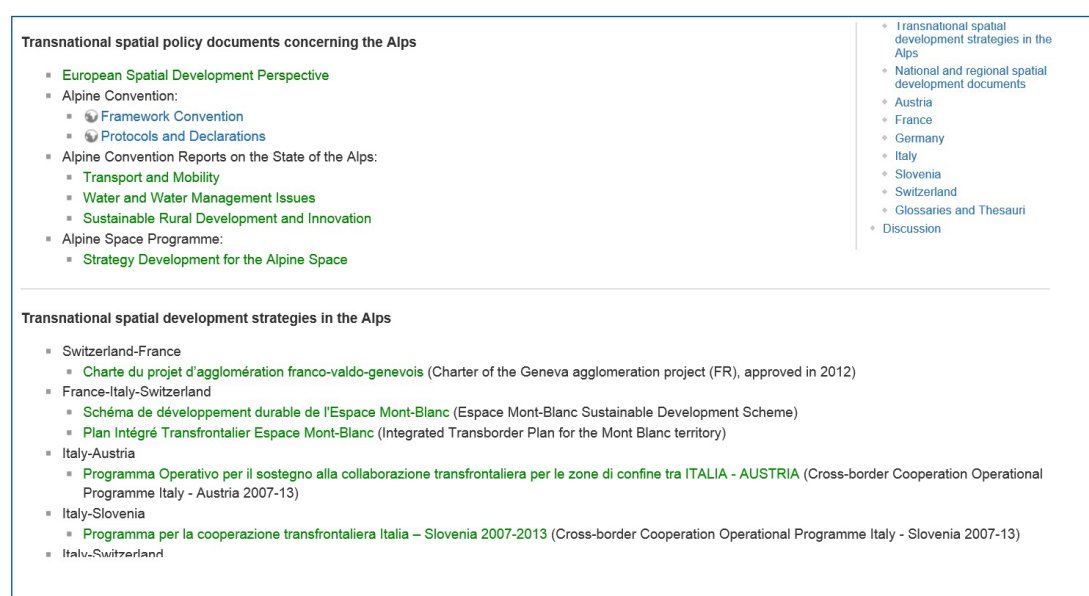 Transnational spatial policy documents concerning the Alps
European Spatial Development Perspective
Alpine Convention:
Framework Convention
Protocols and Declarations
Alpine Convention Reports on the State of the Alps:
Transport and Mobility
Water and Water Management Issues
Sustainable Rural Development and Innovation
Alpine Space Programme:
Strategy Development for the Alpine Space
Transnational spatial
development strategies in the
Alps
National and regional spatial
development documents
Austria
France
Germany
Italy
Slovenia
Switzerland
Glossaries and Thesauri
Discussion
Transnational spatial development strategies in the Alps
Switzerland-France
Charte du projet d'agglomération franco-valdo-genevois (Charter of the Geneva agglomeration project (FR), approved in 2012)
France-Italy-Switzerland
Schéma de développement durable de l'Espace Mont-Blanc (Espace Mont-Blanc Sustainable Development Scheme)
Plan Intégré Transfrontalier Espace Mont-Blanc (Integrated Transborder Plan for the Mont Blanc territory)
Italy-Austria
Programma Operativo per il sostegno alla collaborazione transfrontaliera per le zone di confine tra ITALIA - AUSTRIA (Cross-border Cooperation Operational
Programme Italy - Austria 2007-13)
Italy-Slovenia
Programma per la cooperazione transfrontaliera Italia – Slovenia 2007-2013 (Cross-border Cooperation Operational Programme Italy - Slovenia 2007-13)
Italy-Switzerland